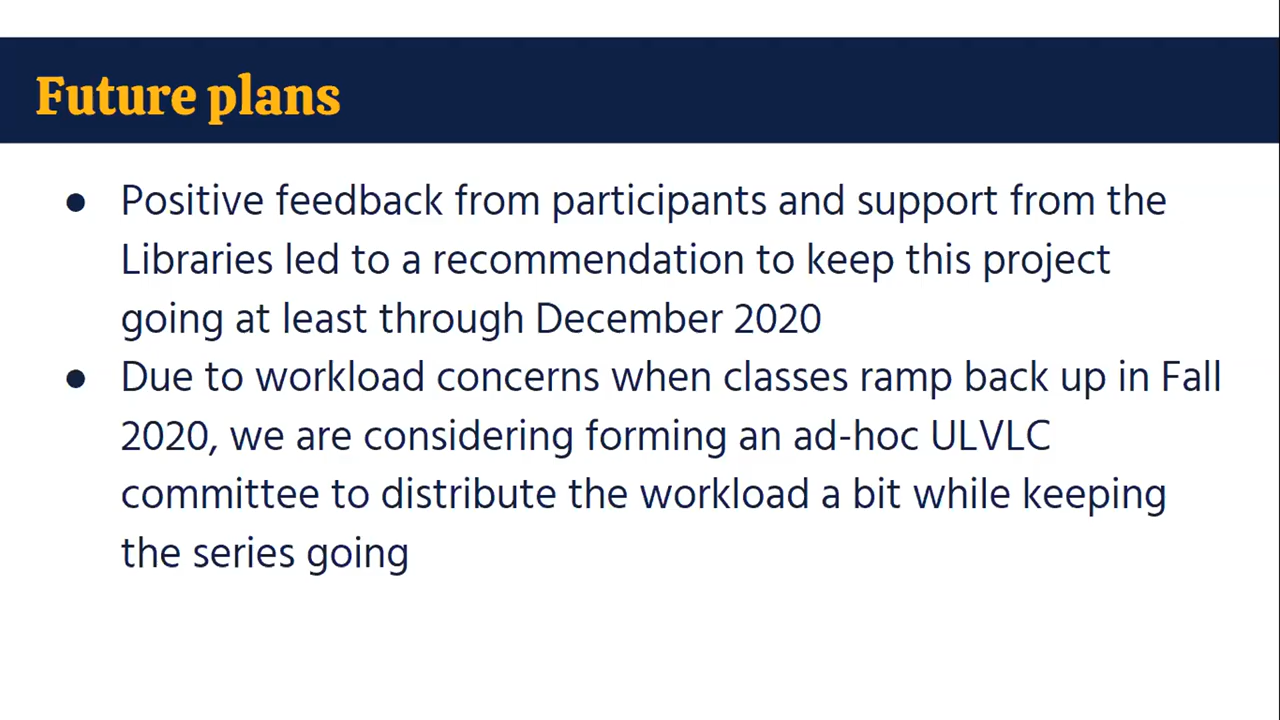 Future plans
● Positive feedback from participants and support from the
Libraries led to a recommendation to keep this project
going at least through December 2020
● Due to workload concerns when classes ramp back up in Fall
2020, we are considering forming an ad-hoc ULVLC
committee to distribute the workload a bit while keeping
the series going